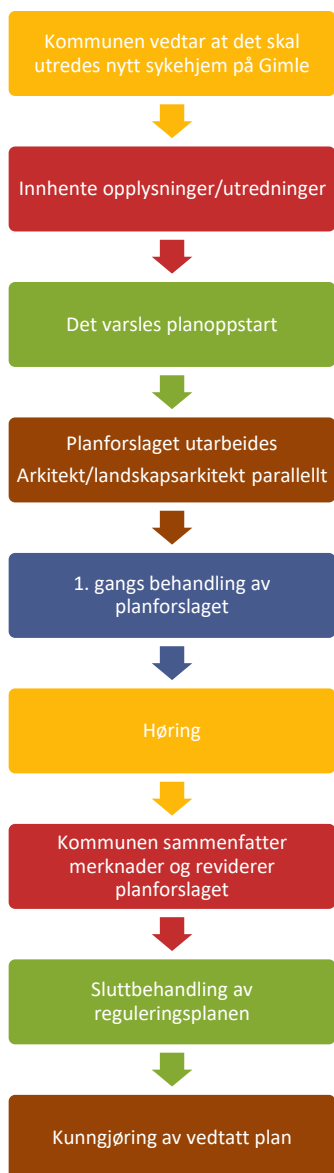 Kommunen vedtar at det skal
utredes nytt sykehjem på Gimle
Innhente opplysninger/utredninger
Det varsles planoppstart
Planforslaget utarbeides
Arkitekt/landskapsarkitekt parallellt
1. gangs behandling av
planforslaget
Høring
Kommunen sammenfatter
merknader og reviderer
planforslaget
Sluttbehandling av
reguleringsplanen
Kunngjøring av vedtatt plan